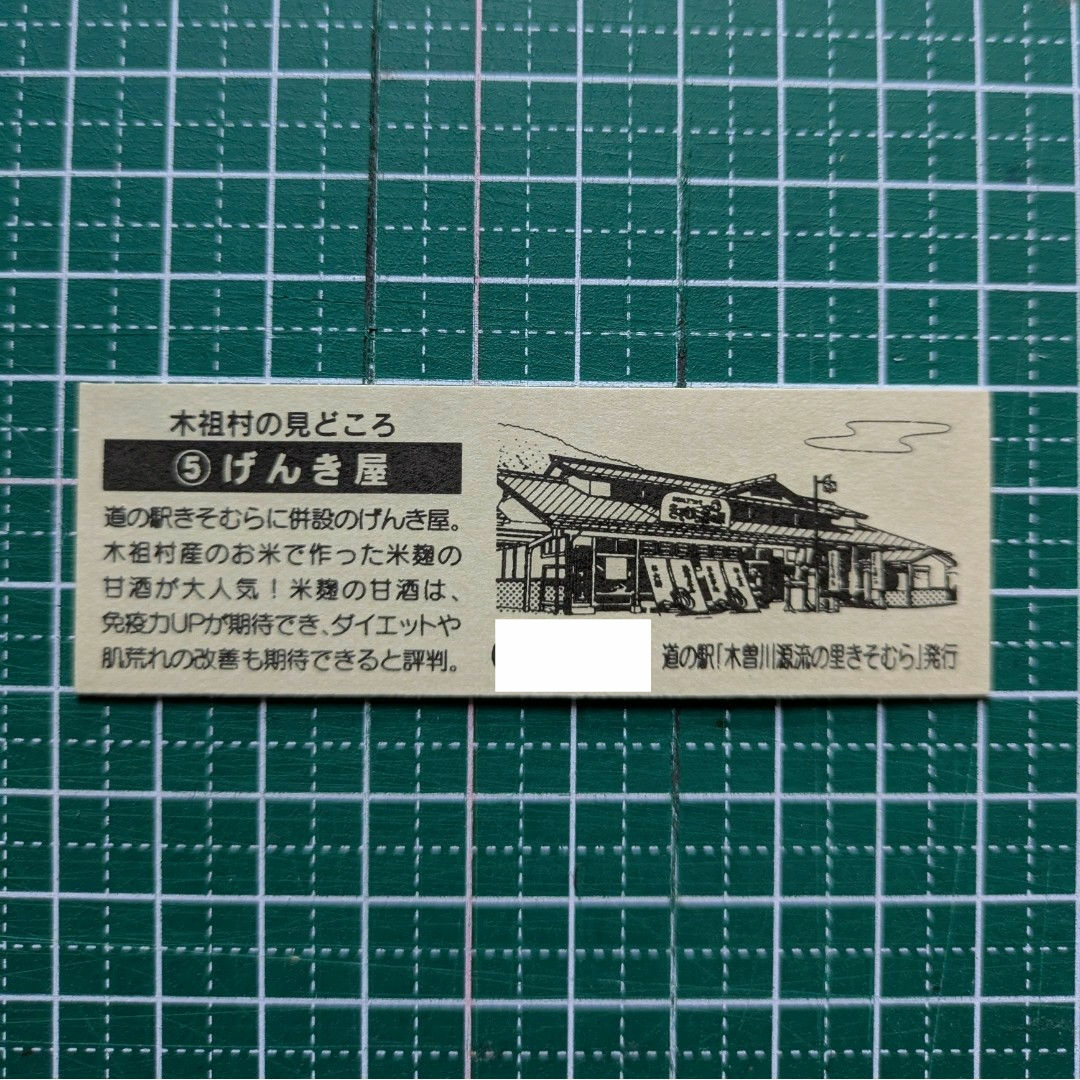 木祖村の見どころ
⑤げんき屋
道の駅きそむらに併設のげんき屋。
木祖村産のお米で作った米麹の
甘酒が大人気！米麹の甘酒は、
免疫力UPが期待でき、ダイエットや
肌荒れの改善も期待できると評判。
道の駅「木曽川源流の里きそむら」発行